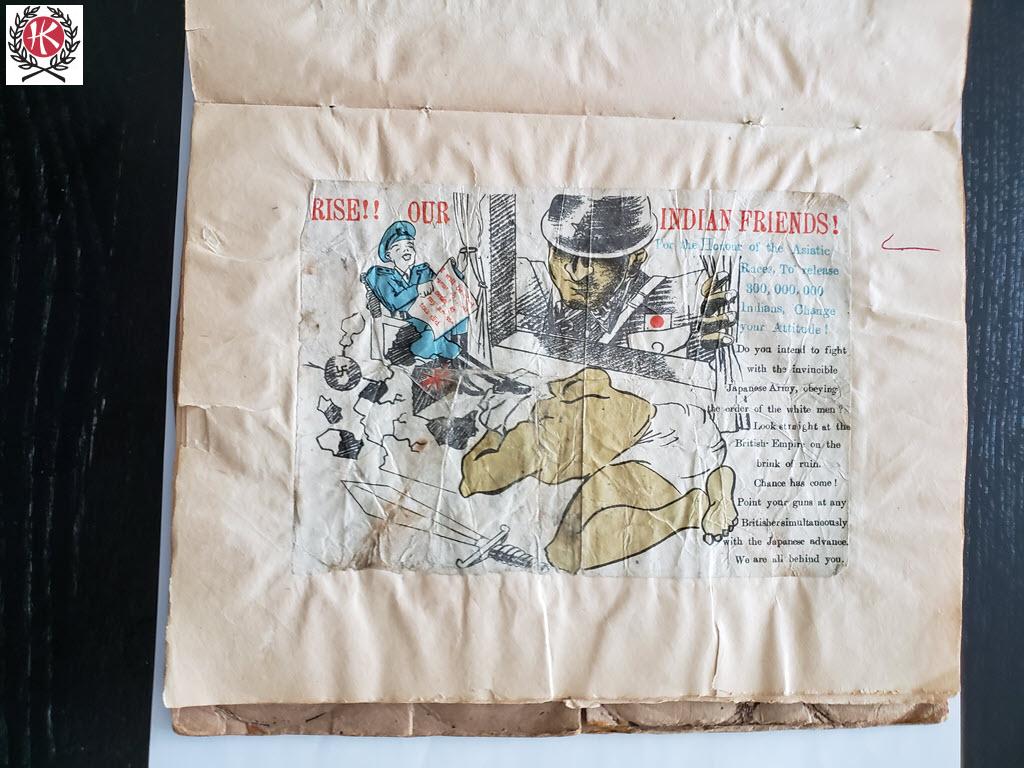 HK
RISE!! OUR INDIAN FRIENDS!
For the Honour of the Asiatic
Races, To release
300,000,000
Indians, Change
your Attitude!
Do you intend to fight
with the invincible
Japanese Army, obeying
the order of the white men?
Look straight at the
British Empire on the
brink of ruin.
Chance has come!
Point your guns at any
Britisher simultaneously
with the Japanese advance.
We are all behind you.